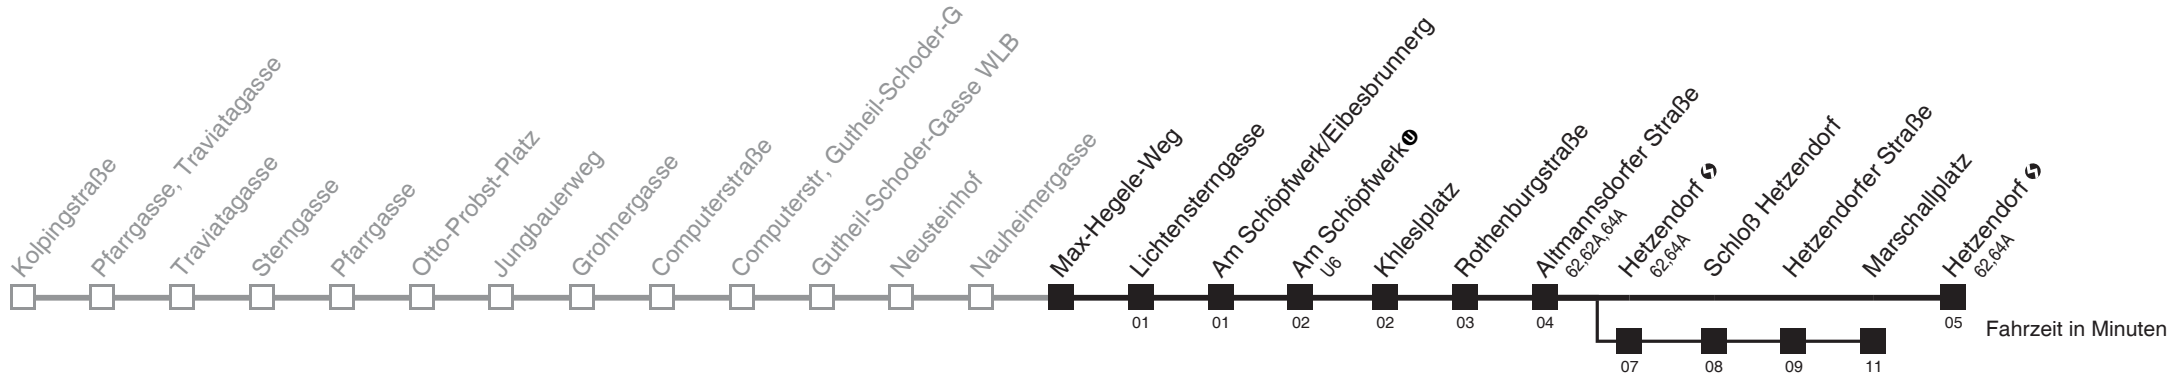 Kolpingstraße
Pfarrgasse, Traviatagasse
Traviatagasse
Sterngasse
Pfarrgasse
Otto-Probst-Platz
Jungbauerweg
Grohnergasse
Computerstraße
Computerstr, Gutheil-Schoder-G
Gutheil-Schoder-Gasse WLB
Neusteinhof
Nauheimergasse
Max-Hegele-Weg
Lichtensterngasse
Am Schöpfwerk/Eibesbrunnerg
Am Schöpfwerk U
U6
Khleslplatz
Rothenburgstraße
Altmannsdorfer Straße
62,62A,64A
Hetzendorf S
62,64A
Schloß Hetzendorf
Hetzendorfer Straße
Marschallplatz
Hetzendorf S
62,64A
01 01 02 02 03 04 05
Fahrzeit in Minuten
07 08 09 11